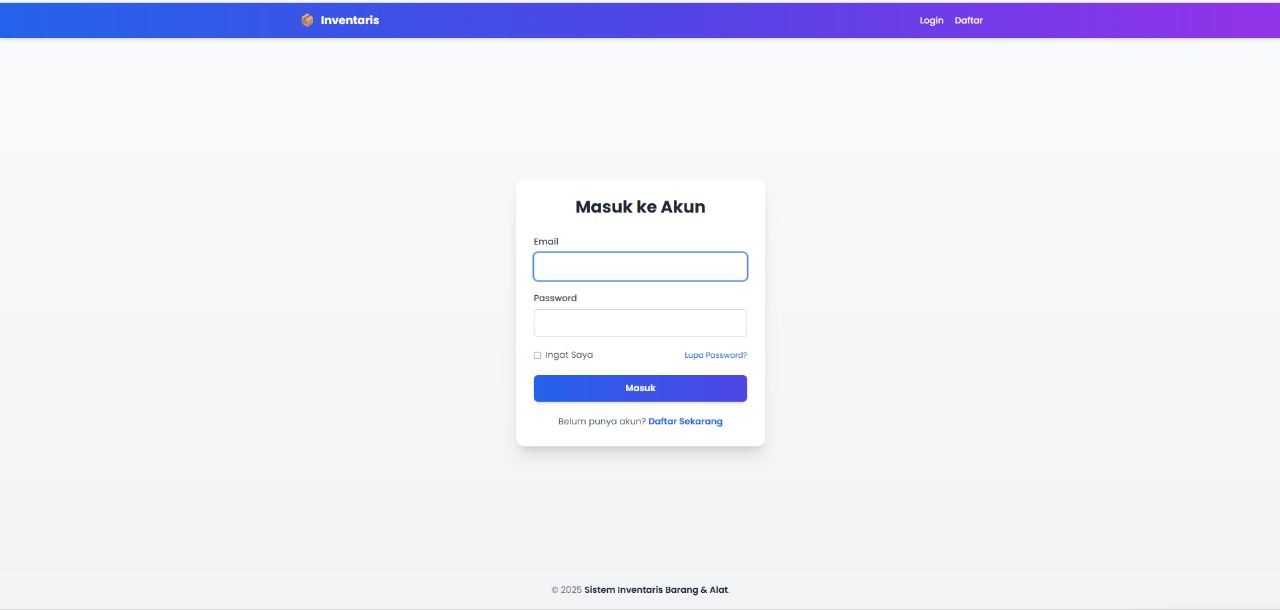 📦 Inventaris
Login Daftar
Masuk ke Akun
Email
Password
Ingat Saya Lupa Password?
Masuk
Belum punya akun? Daftar Sekarang
© 2025 Sistem Inventaris Barang & Alat.